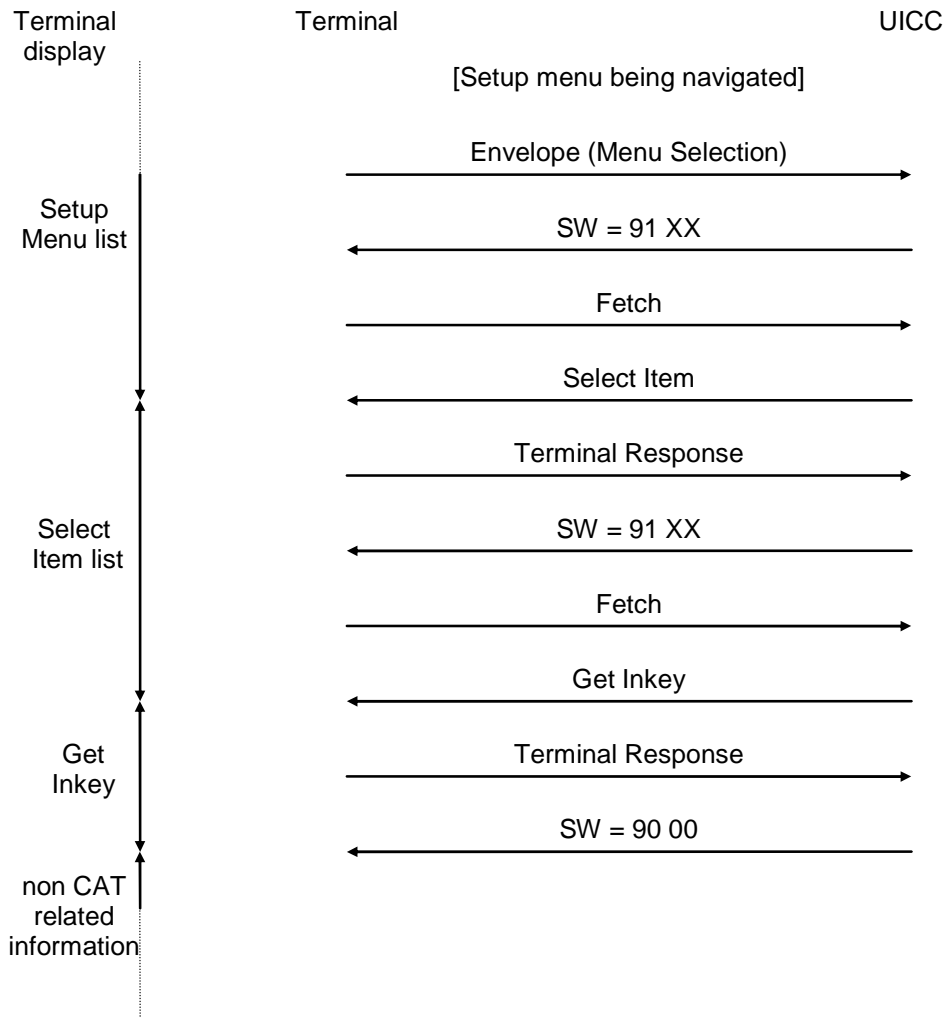 Terminal
display
Terminal
UICC
[Setup menu being navigated]
Envelope (Menu Selection)
Setup
Menu list
SW = 91 XX
Fetch
Select Item
Terminal Response
Select
Item list
SW = 91 XX
Fetch
Get Inkey
Get
Inkey
Terminal Response
SW = 90 00
non CAT
related
information